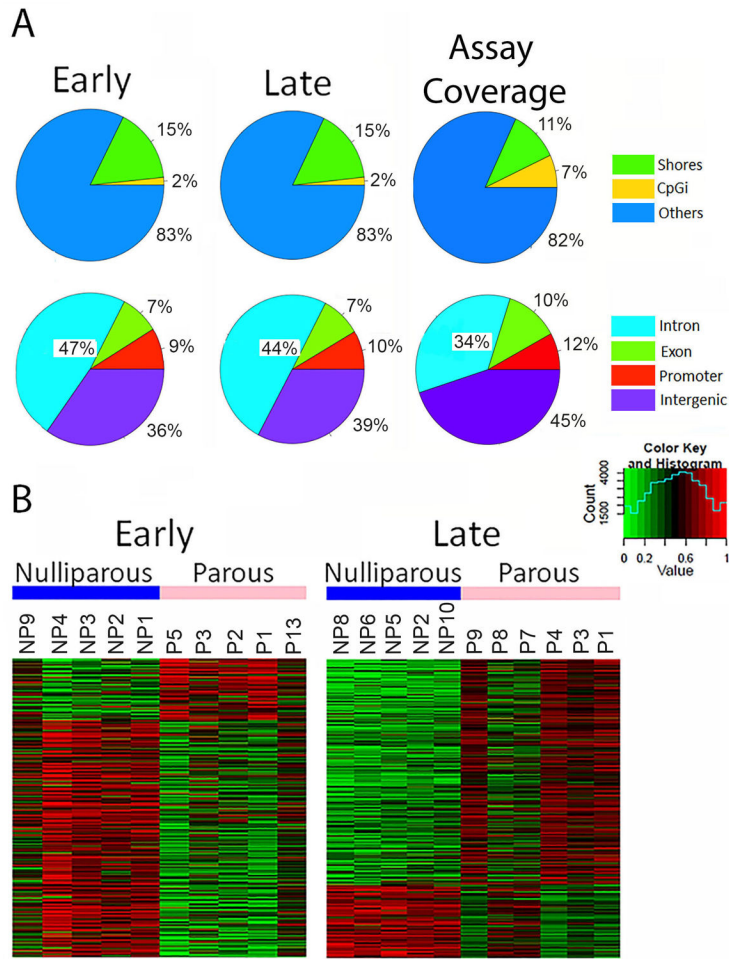 A
Early
Late
Assay
Coverage
15%
2%
83%
15%
2%
83%
11%
7%
82%
Shores
CpGi
Others
7%
47%
9%
36%
7%
44%
10%
39%
10%
34%
12%
45%
Intron
Exon
Promoter
Intergenic
Color Key
and Histogram
Count
1500
4000
0 0.2 0.6 1
Value
B
Early
Late
Nulliparous Parous
Nulliparous Parous
NP9 NP4 NP3 NP2 NP1 P5 P3 P2 P1 P13
NP8 NP6 NP5 NP2 NP10 P9 P8 P7 P4 P3 P1